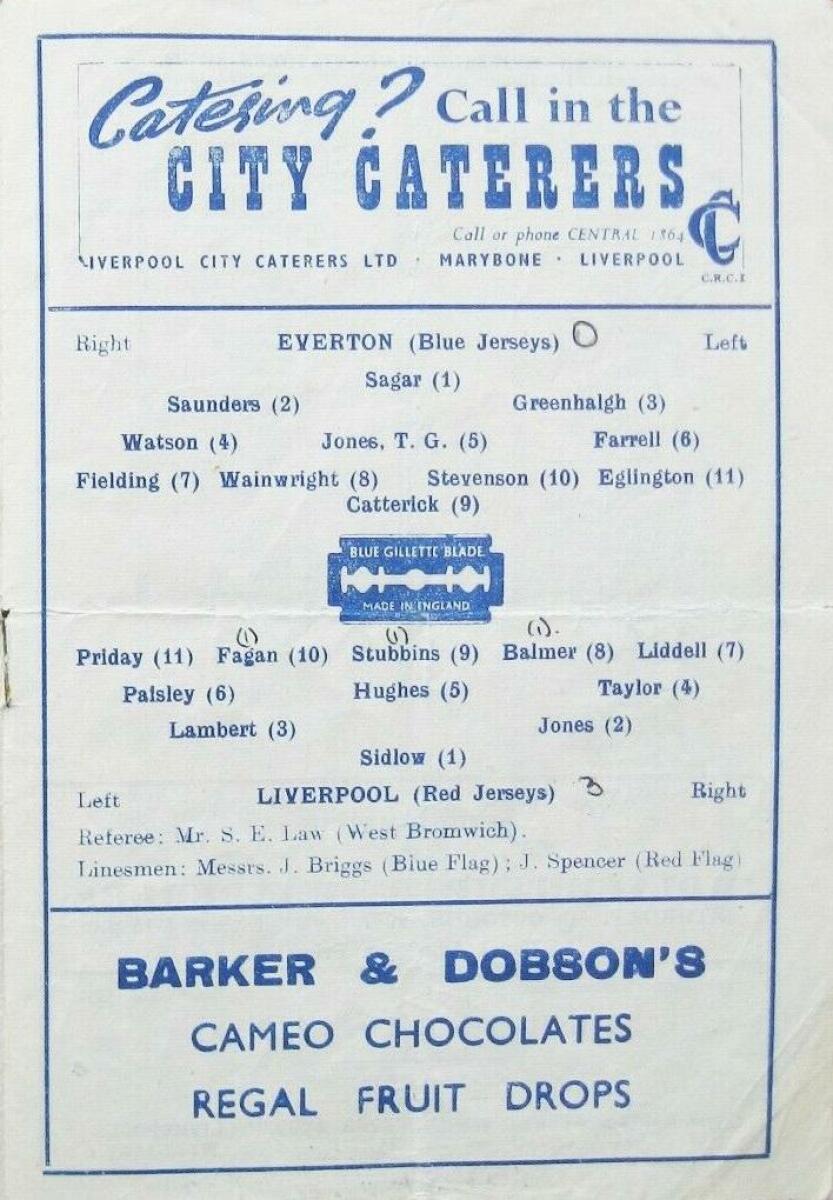 Catering? Call in the
CITY CATERERS
Call or phone CENTRAL 1864
LIVERPOOL CITY CATERERS LTD · MARYBONE · LIVERPOOL
C.R.C.1
Right EVERTON (Blue Jerseys) 0 Left
Sagar (1)
Saunders (2) Greenhalgh (3)
Watson (4) Jones, T. G. (5) Farrell (6)
Fielding (7) Wainwright (8) Stevenson (10) Eglington (11)
Catterick (9)
BLUE GILLETTE BLADE
MADE IN ENGLAND
(1) (1) (1).
Priday (11) Fagan (10) Stubbins (9) Balmer (8) Liddell (7)
Paisley (6) Hughes (5) Taylor (4)
Lambert (3) Jones (2)
Sidlow (1)
Left LIVERPOOL (Red Jerseys) 3 Right
Referee: Mr. S. E. Law (West Bromwich).
Linesmen: Messrs. J. Briggs (Blue Flag); J. Spencer (Red Flag)
BARKER & DOBSON'S
CAMEO CHOCOLATES
REGAL FRUIT DROPS